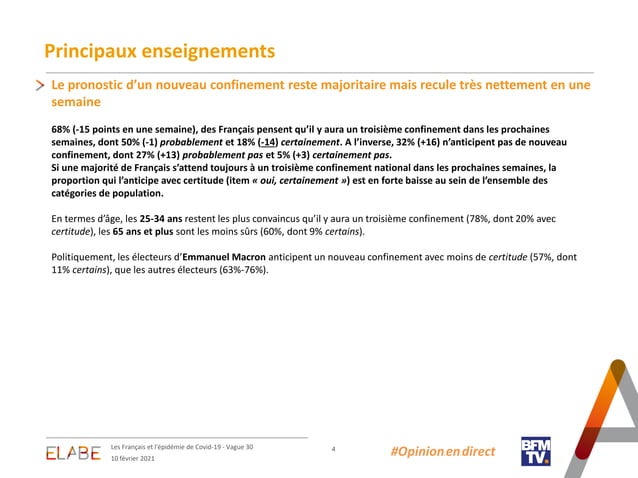 Principaux enseignements
Le pronostic d’un nouveau confinement reste majoritaire mais recule très nettement en une
semaine
68% (-15 points en une semaine), des Français pensent qu’il y aura un troisième confinement dans les prochaines
semaines, dont 50% (-1) probablement et 18% (-14) certainement. A l’inverse, 32% (+16) n’anticipent pas de nouveau
confinement, dont 27% (+13) probablement pas et 5% (+3) certainement pas.
Si une majorité de Français s’attend toujours à un troisième confinement national dans les prochaines semaines, la
proportion qui l’anticipe avec certitude (item « oui, certainement ») est en forte baisse au sein de l’ensemble des
catégories de population.
En termes d’âge, les 25-34 ans restent les plus convaincus qu’il y aura un troisième confinement (78%, dont 20% avec
certitude), les 65 ans et plus sont les moins sûrs (60%, dont 9% certains).
Politiquement, les électeurs d’Emmanuel Macron anticipent un nouveau confinement avec moins de certitude (57%, dont
11% certains), que les autres électeurs (63%-76%).
ELABE
Les Français et l’épidémie de Covid-19 - Vague 30
10 février 2021
4
#Opinion en direct
BFM
TV.